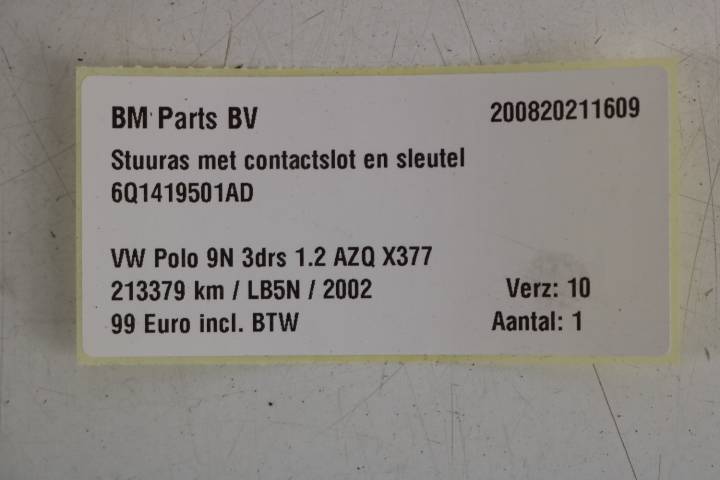 BM Parts BV 200820211609
Stuuras met contactslot en sleutel
6Q1419501AD
VW Polo 9N 3drs 1.2 AZQ X377
213379 km / LB5N / 2002 Verz: 10
99 Euro incl. BTW Aantal: 1